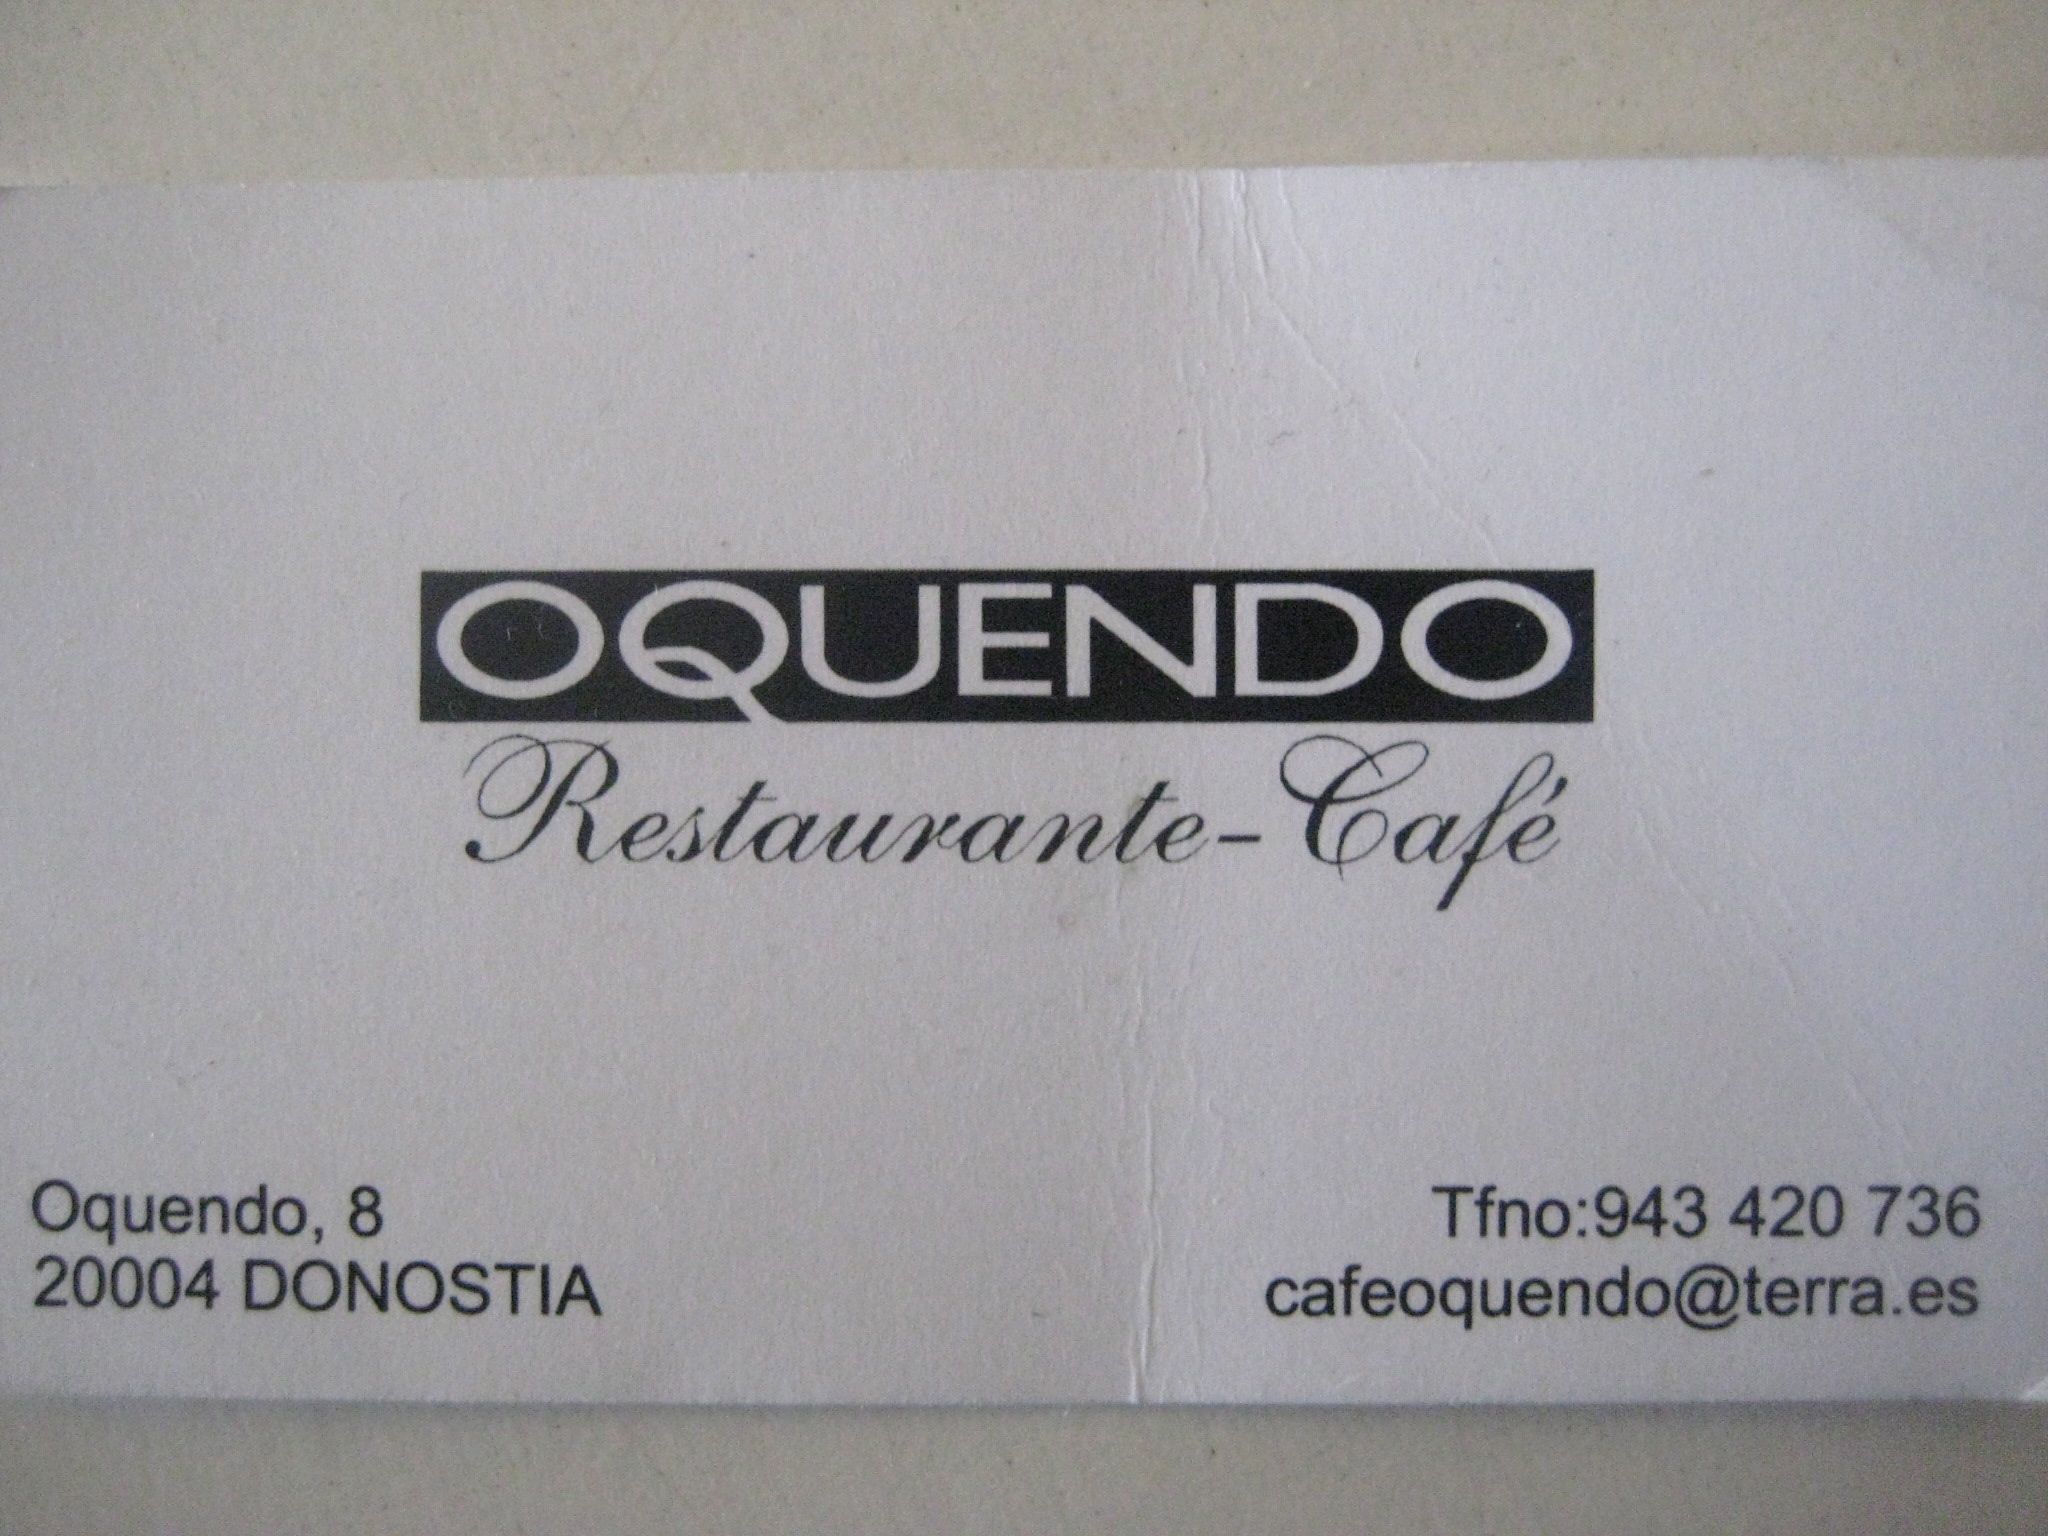 OQUENDO
Restaurante-Café
Oquendo, 8
20004 DONOSTIA
Tfno:943 420 736
cafeoquendo@terra.es